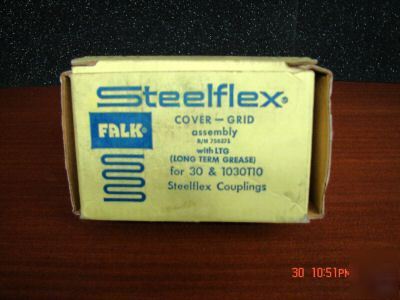 Steelflex®
COVER — GRID
FALK®
assembly
with LTG
(LONG TERM GREASE)
for 30 & 1030T10
Steelflex Couplings
30 10:51PM